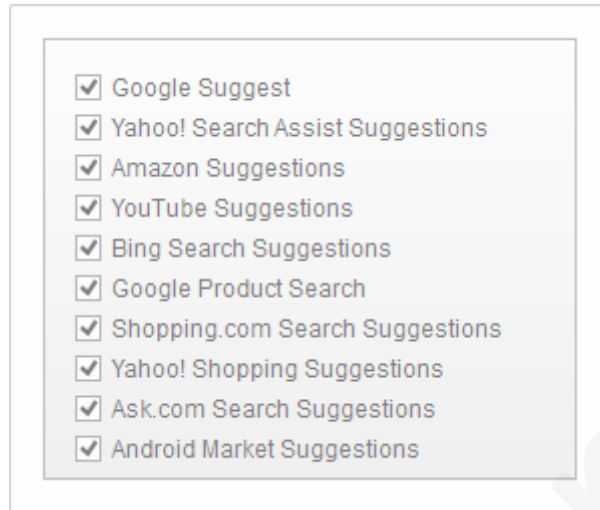 Google Suggest
Yahoo! Search Assist Suggestions
Amazon Suggestions
YouTube Suggestions
Bing Search Suggestions
Google Product Search
Shopping.com Search Suggestions
Yahoo! Shopping Suggestions
Ask.com Search Suggestions
Android Market Suggestions